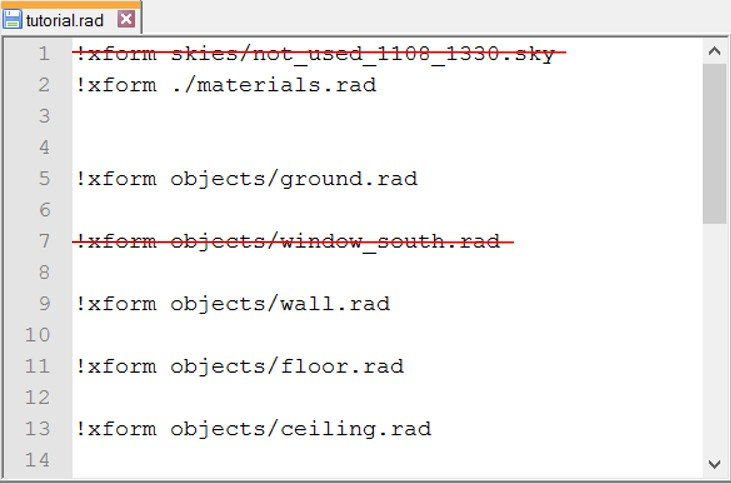 tutorial.rad
1 !xform skies/not_used_1108_1330.sky
2 !xform ./materials.rad
3
4
5 !xform objects/ground.rad
6
7 !xform objects/window_south.rad
8
9 !xform objects/wall.rad
10
11 !xform objects/floor.rad
12
13 !xform objects/ceiling.rad
14